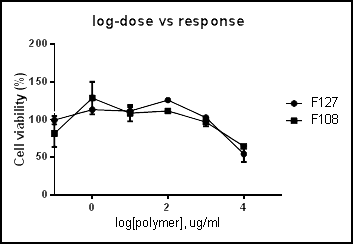 log-dose vs response
Cell viability (%)
200
150
100
50
0
0
2
4
log[polymer], ug/ml
F127
F108